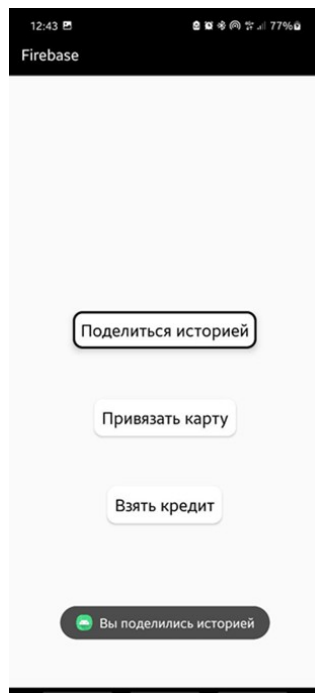 12:43 77%
Firebase
Поделиться историей
Привязать карту
Взять кредит
Вы поделились историей